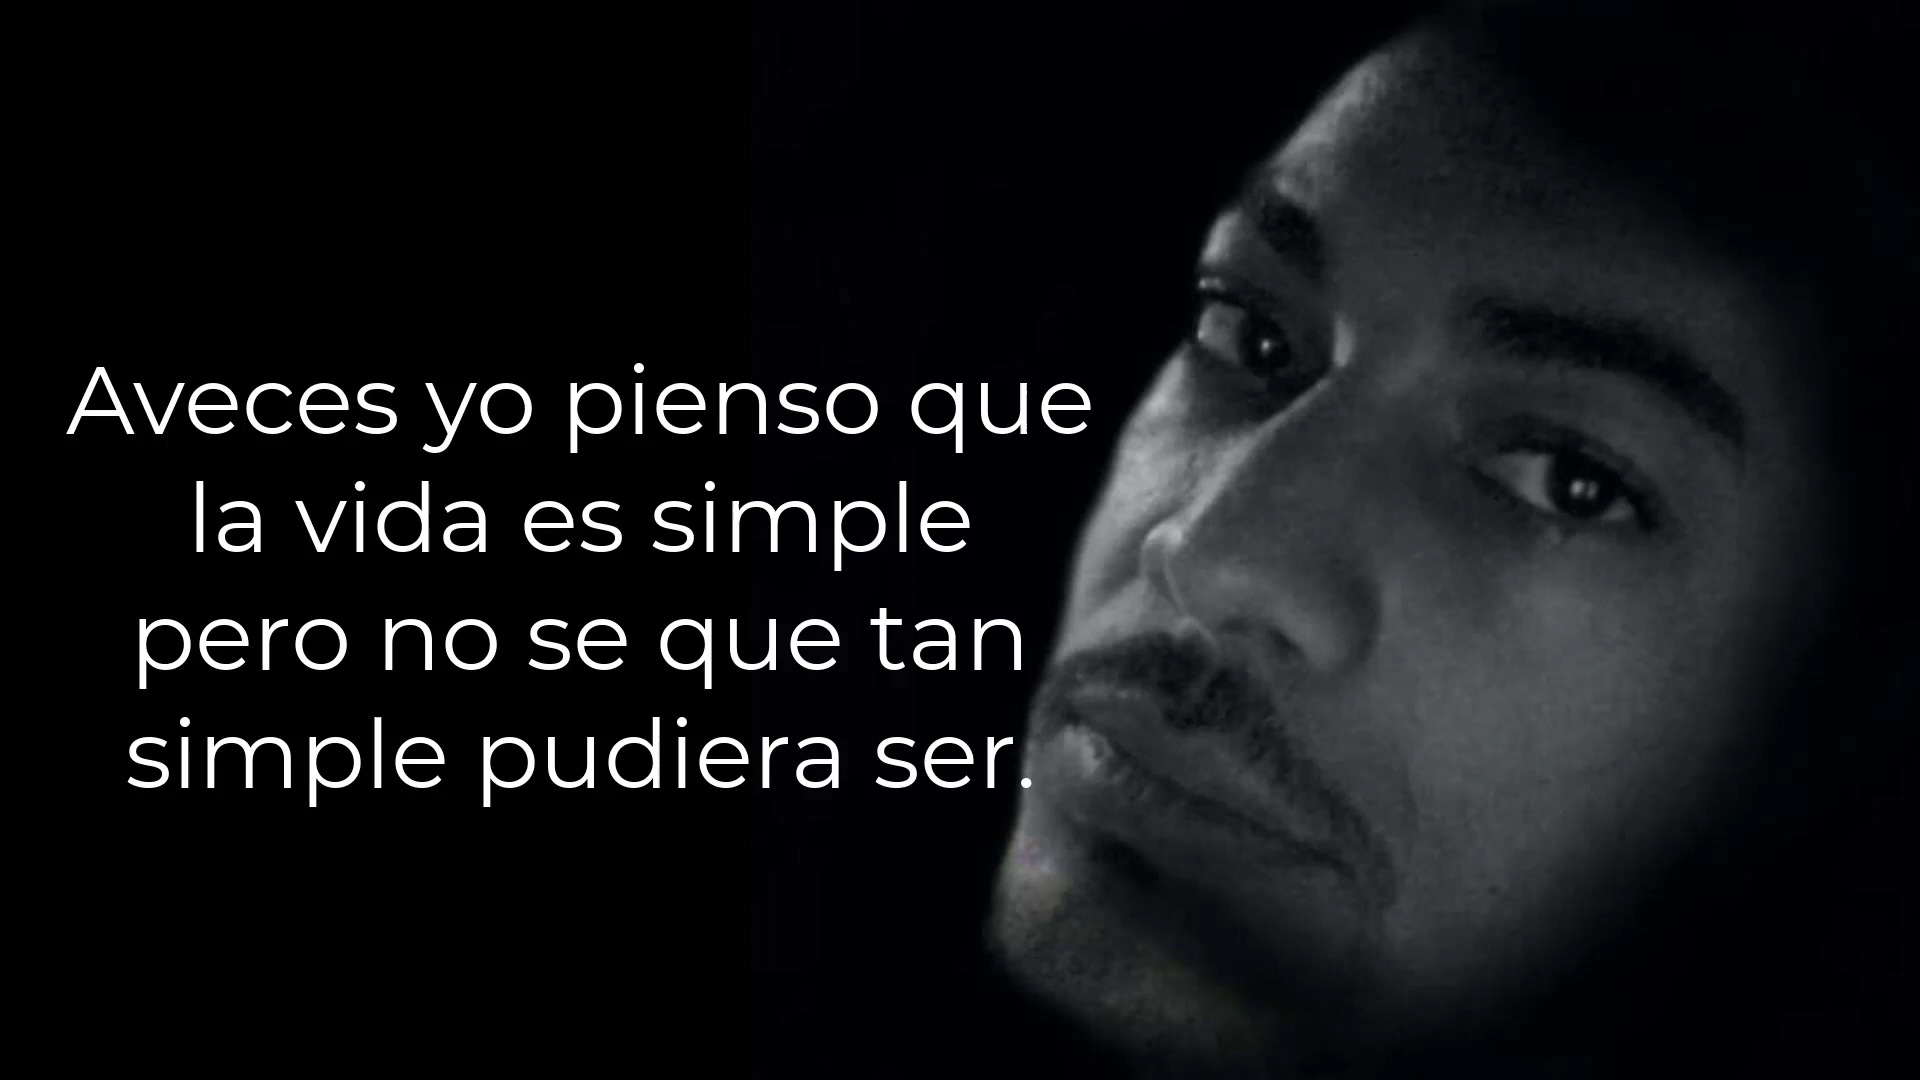 Aveces yo pienso que
la vida es simple
pero no se que tan
simple pudiera ser.